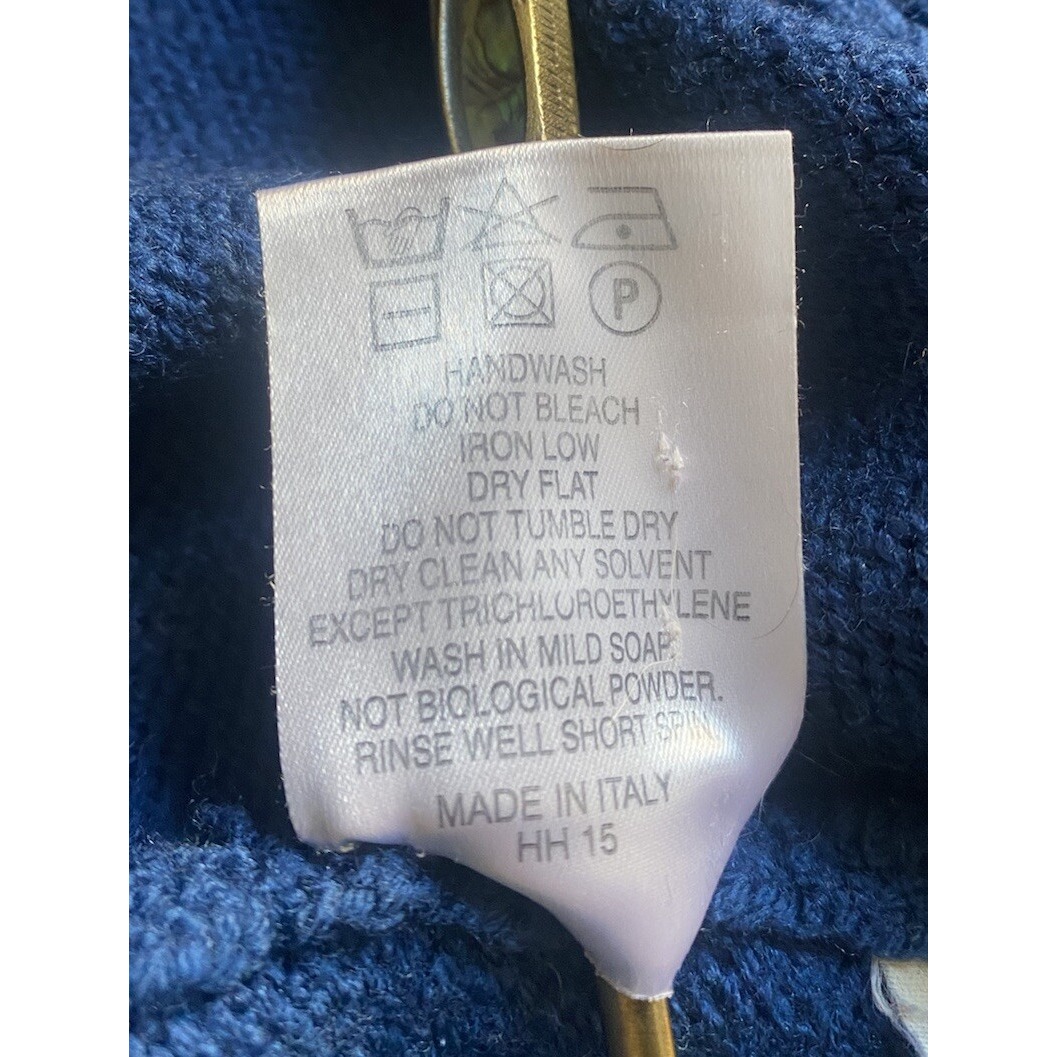 P
HANDWASH
DO NOT BLEACH
IRON LOW
DRY FLAT
DO NOT TUMBLE DRY
DRY CLEAN ANY SOLVENT
EXCEPT TRICHLOROETHYLENE
WASH IN MILD SOAP.
NOT BIOLOGICAL POWDER.
RINSE WELL SHORT SPIN
MADE IN ITALY
HH 15